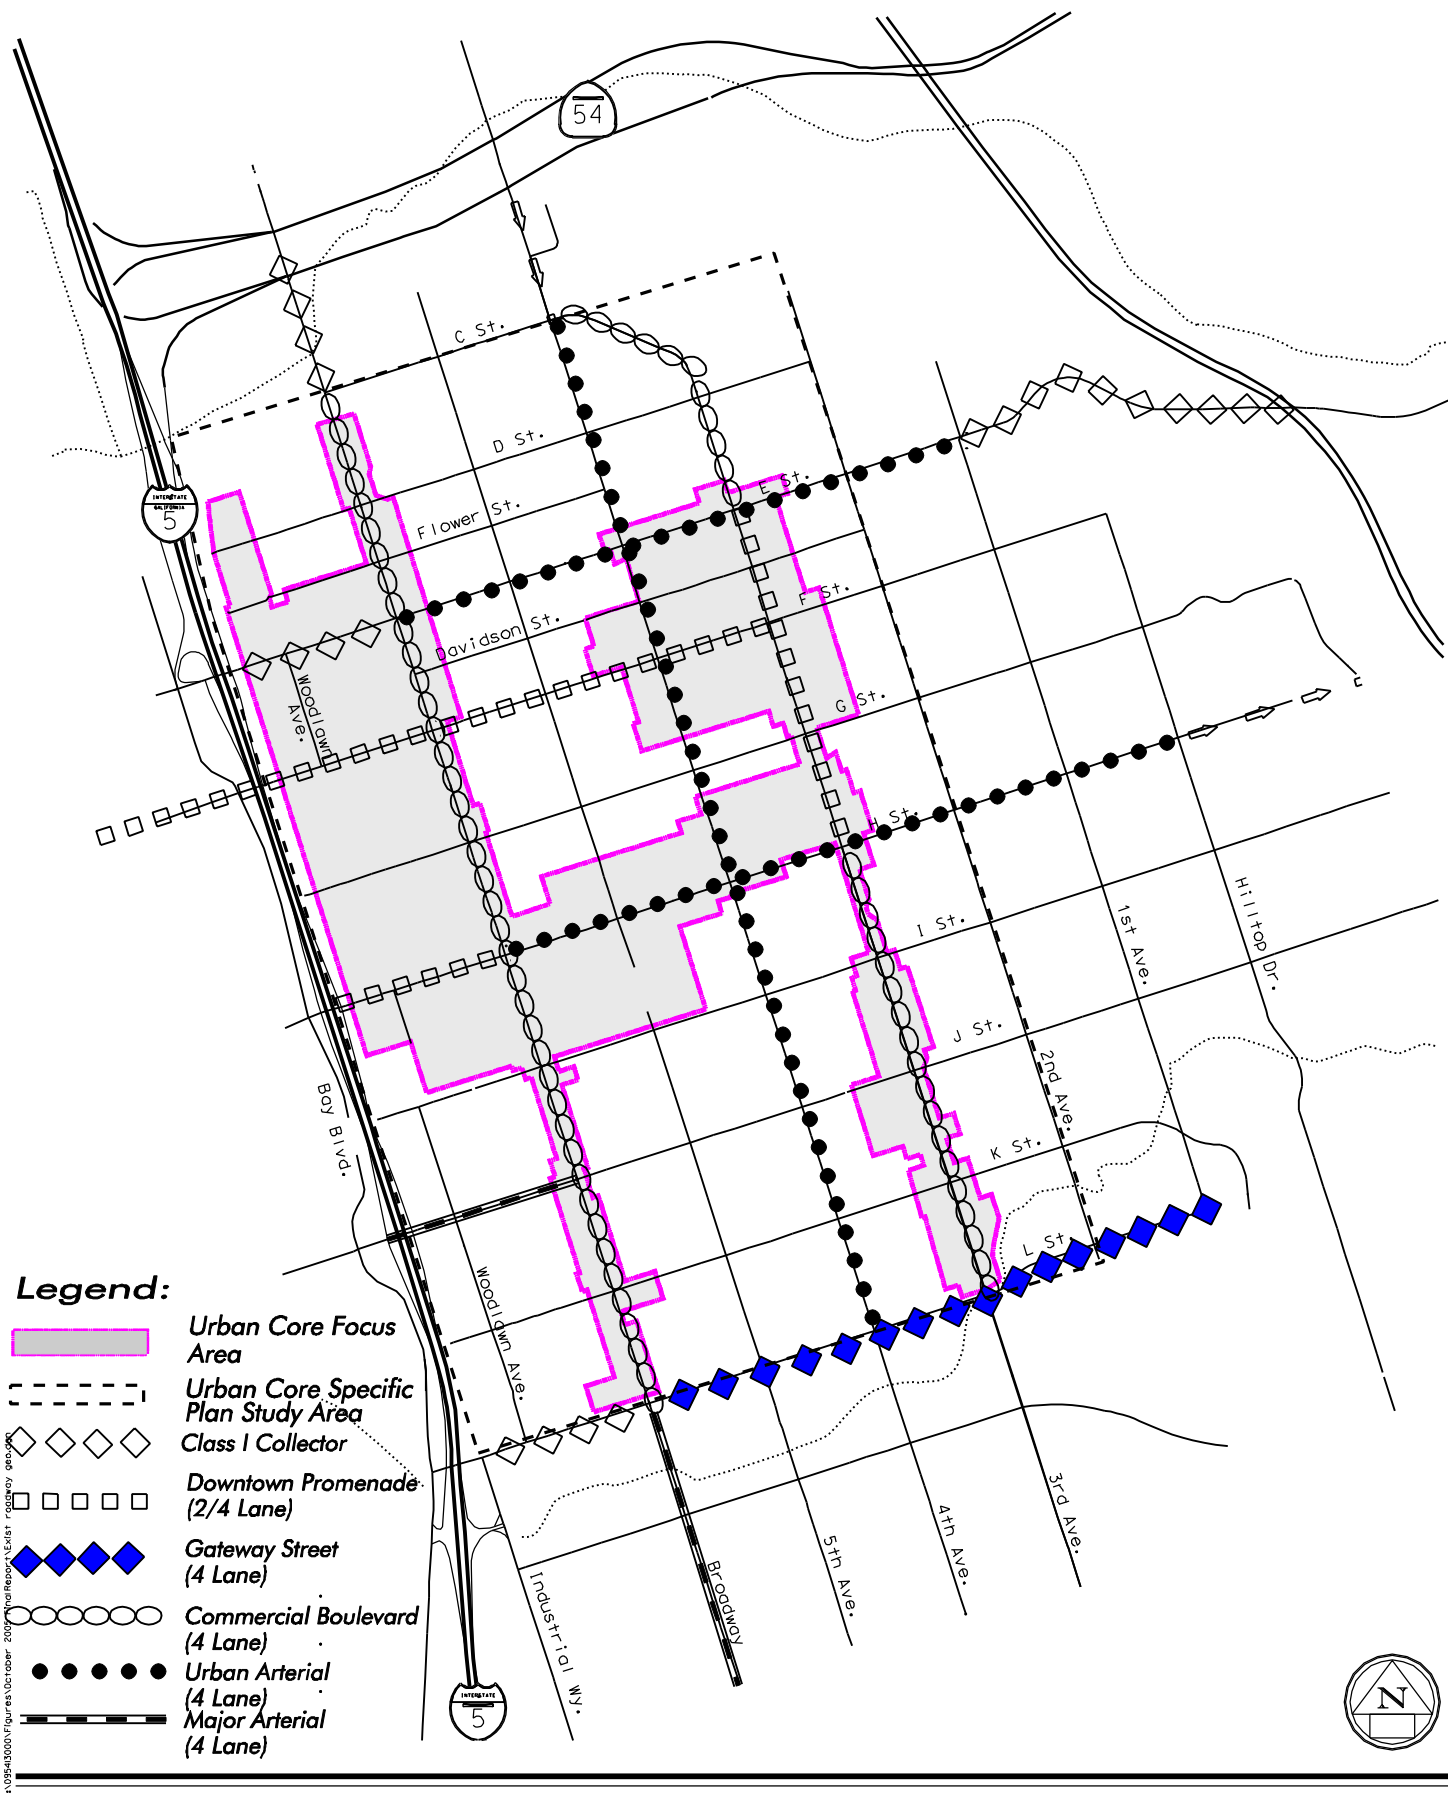 54
C St.
D St.
E St.
Flower St.
INTERSTATE
CALIFORNIA
5
F St.
Davidson St.
Woodlawn
Ave.
G St.
H St.
Hilltop Dr.
1st Ave.
I St.
J St.
2nd Ave.
Bay Blvd.
K St.
L St.
Woodlawn Ave.
Legend:
Urban Core Focus
Area
Urban Core Specific
Plan Study Area
Class I Collector
Downtown Promenade
(2/4 Lane)
Gateway Street
(4 Lane)
Commercial Boulevard
(4 Lane)
Urban Arterial
(4 Lane)
Major Arterial
(4 Lane)
3rd Ave.
4th Ave.
5th Ave.
Broadway
Industrial Wy.
INTERSTATE
5
N